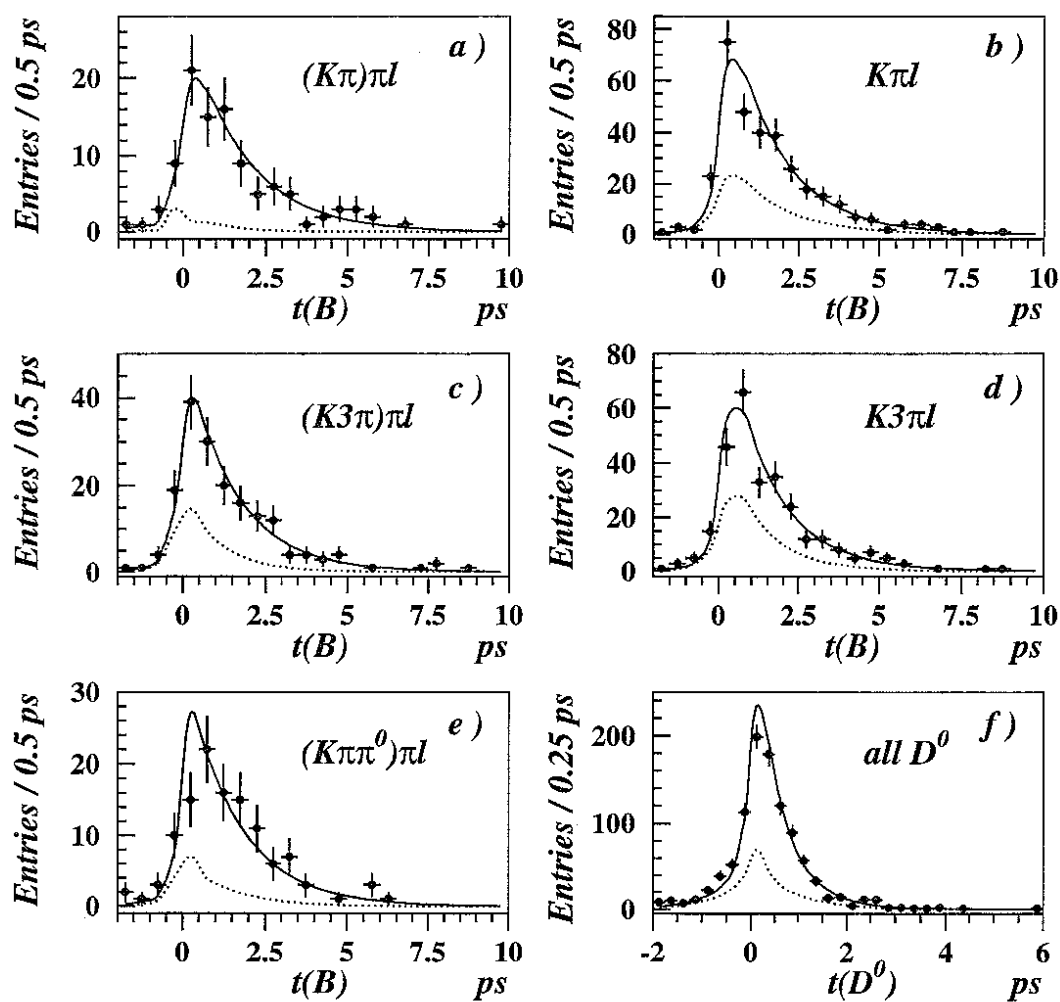 Entries / 0.5 ps
20
10
0
a )
(Kπ)πl
0 2.5 5 7.5 10
t(B) ps
Entries / 0.5 ps
80
60
40
20
0
b )
Kπl
0 2.5 5 7.5 10
t(B) ps
Entries / 0.5 ps
40
20
0
c )
(K3π)πl
0 2.5 5 7.5 10
t(B) ps
Entries / 0.5 ps
80
60
40
20
0
d )
K3πl
0 2.5 5 7.5 10
t(B) ps
Entries / 0.5 ps
30
20
10
0
e )
(Kππ⁰)πl
0 2.5 5 7.5 10
t(B) ps
Entries / 0.25 ps
200
100
0
f )
all D⁰
-2 0 2 4 6
t(D⁰) ps